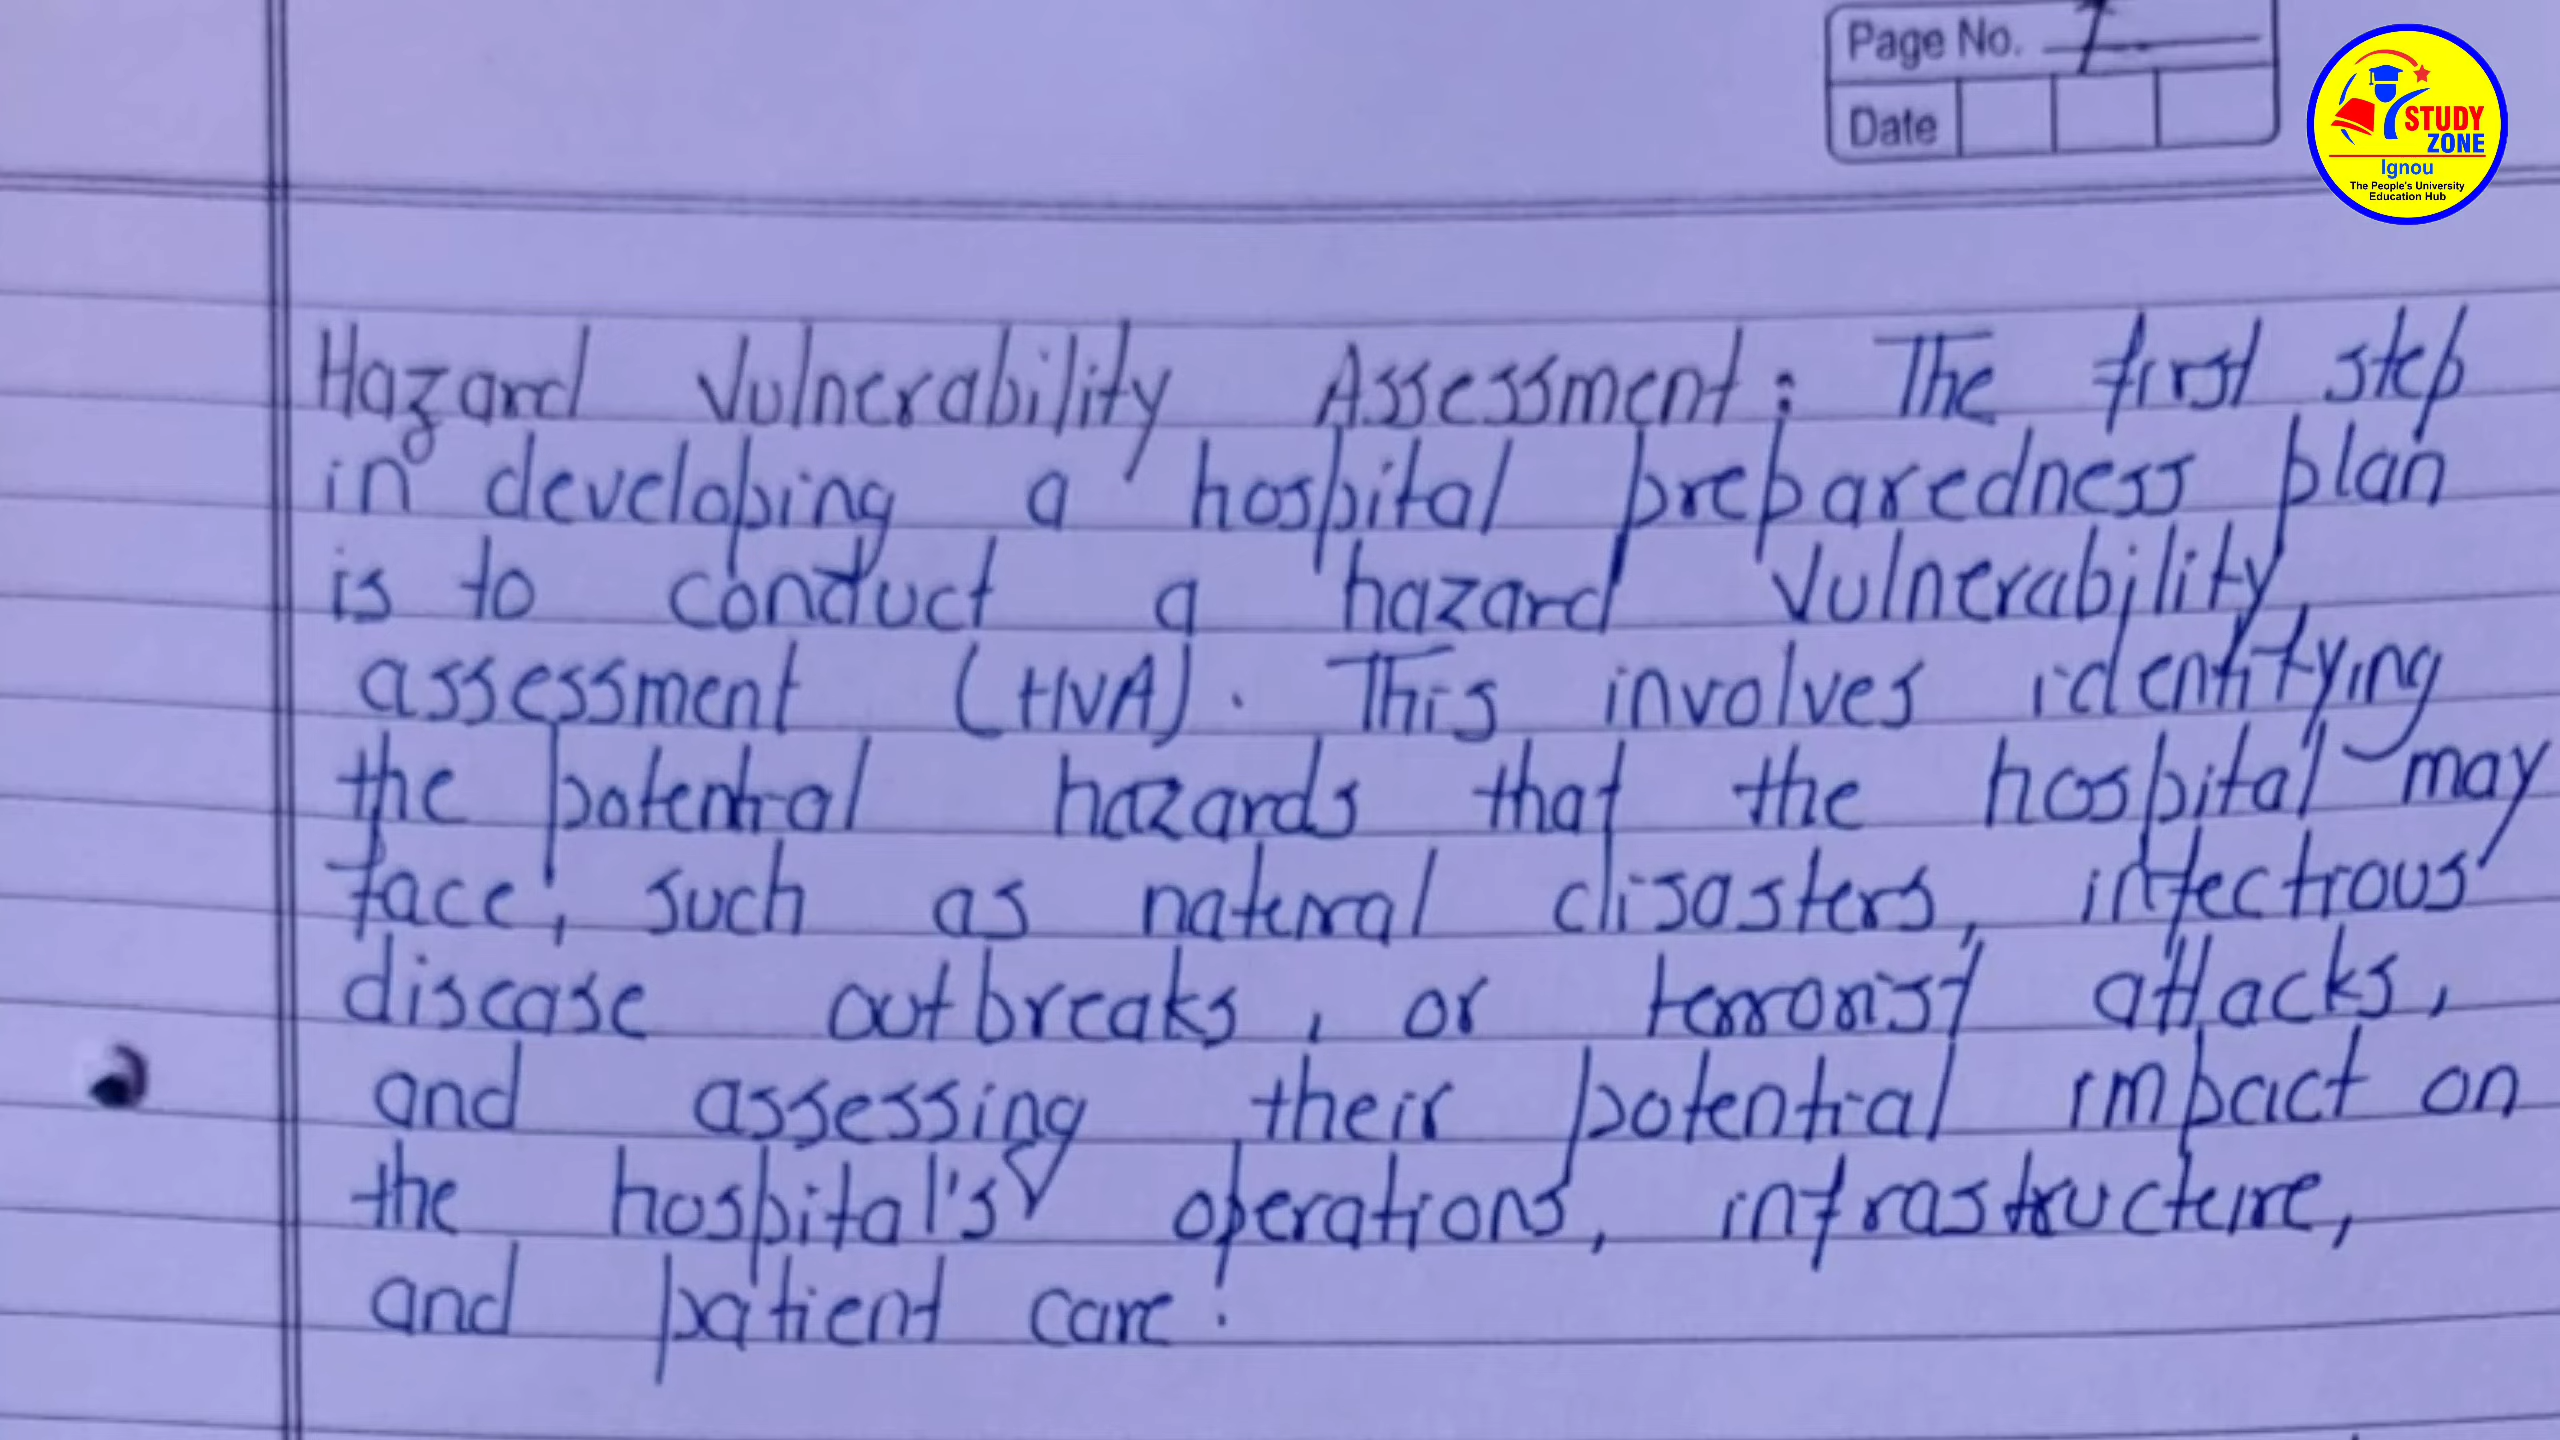 Page No. 7
Date
STUDY
ZONE
Ignou
The People's University
Education Hub
Hazard Vulnerability Assessment: The first step
in developing a hospital preparedness plan
is to conduct a hazard vulnerability
assessment (HVA). This involves identifying
the potential hazards that the hospital may
face, such as natural disasters, infectious
disease outbreaks, or terrorist attacks,
and assessing their potential impact on
the hospital's operations, infrastructure,
and patient care.